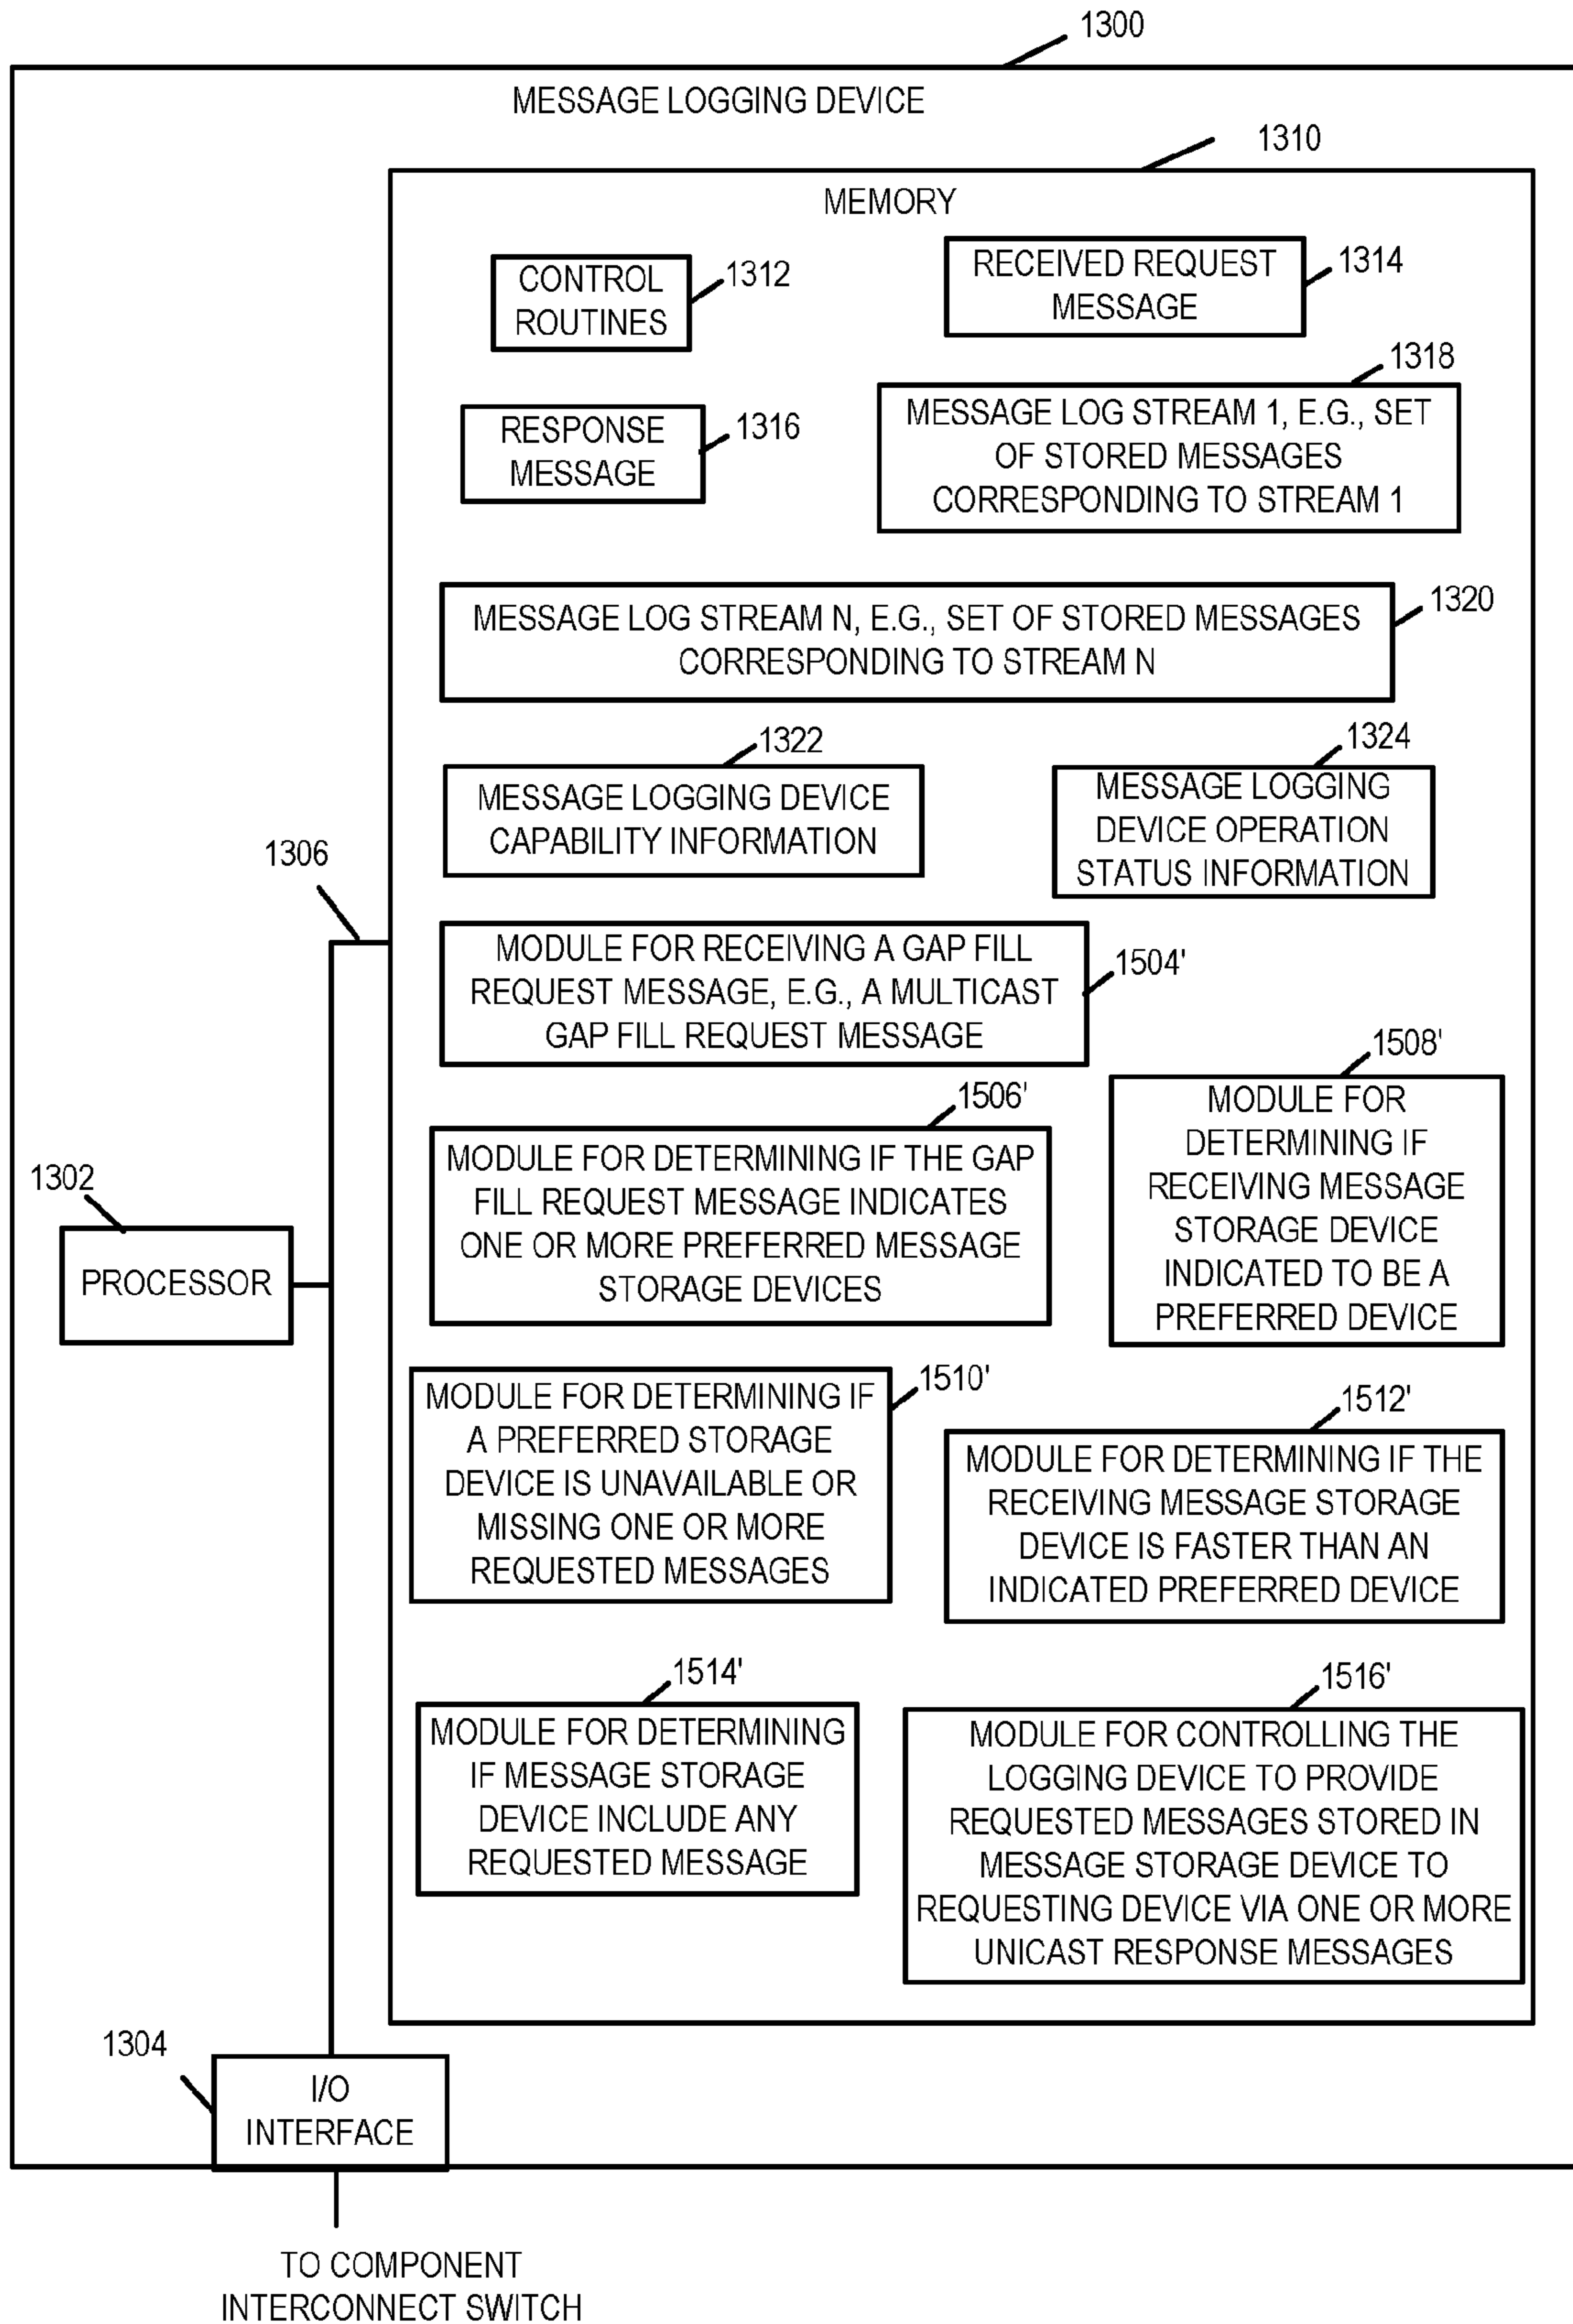 1300
MESSAGE LOGGING DEVICE
1310
MEMORY
CONTROL
ROUTINES
1312
RECEIVED REQUEST
MESSAGE
1314
RESPONSE
MESSAGE
1316
1318
MESSAGE LOG STREAM 1, E.G., SET
OF STORED MESSAGES
CORRESPONDING TO STREAM 1
MESSAGE LOG STREAM N, E.G., SET OF STORED MESSAGES
CORRESPONDING TO STREAM N
1320
1322
MESSAGE LOGGING DEVICE
CAPABILITY INFORMATION
1324
MESSAGE LOGGING
DEVICE OPERATION
STATUS INFORMATION
1306
MODULE FOR RECEIVING A GAP FILL
REQUEST MESSAGE, E.G., A MULTICAST
GAP FILL REQUEST MESSAGE
1504'
1506'
MODULE FOR DETERMINING IF THE GAP
FILL REQUEST MESSAGE INDICATES
ONE OR MORE PREFERRED MESSAGE
STORAGE DEVICES
1508'
MODULE FOR
DETERMINING IF
RECEIVING MESSAGE
STORAGE DEVICE
INDICATED TO BE A
PREFERRED DEVICE
1302
PROCESSOR
MODULE FOR DETERMINING IF
A PREFERRED STORAGE
DEVICE IS UNAVAILABLE OR
MISSING ONE OR MORE
REQUESTED MESSAGES
1510'
1512'
MODULE FOR DETERMINING IF THE
RECEIVING MESSAGE STORAGE
DEVICE IS FASTER THAN AN
INDICATED PREFERRED DEVICE
1514'
MODULE FOR DETERMINING
IF MESSAGE STORAGE
DEVICE INCLUDE ANY
REQUESTED MESSAGE
1516'
MODULE FOR CONTROLLING THE
LOGGING DEVICE TO PROVIDE
REQUESTED MESSAGES STORED IN
MESSAGE STORAGE DEVICE TO
REQUESTING DEVICE VIA ONE OR MORE
UNICAST RESPONSE MESSAGES
1304
I/O
INTERFACE
TO COMPONENT
INTERCONNECT SWITCH